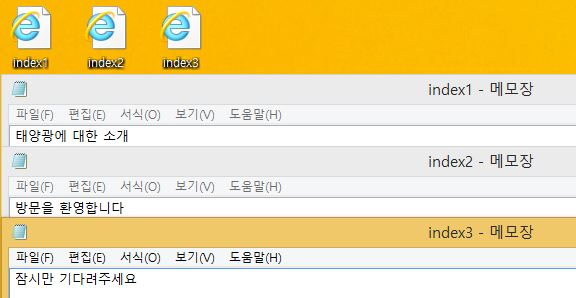 index1 index2 index3
index1 - 메모장
파일(F) 편집(E) 서식(O) 보기(V) 도움말(H)
태양광에 대한 소개
index2 - 메모장
파일(F) 편집(E) 서식(O) 보기(V) 도움말(H)
방문을 환영합니다
index3 - 메모장
파일(F) 편집(E) 서식(O) 보기(V) 도움말(H)
잠시만 기다려주세요